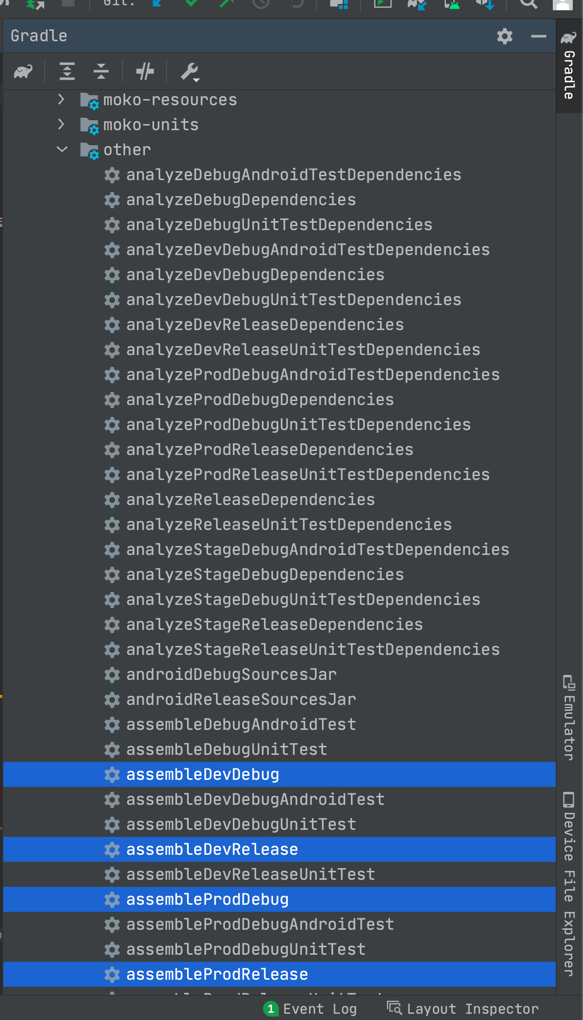 Git:
Gradle
moko-resources
moko-units
other
analyzeDebugAndroidTestDependencies
analyzeDebugDependencies
analyzeDebugUnitTestDependencies
analyzeDevDebugAndroidTestDependencies
analyzeDevDebugDependencies
analyzeDevDebugUnitTestDependencies
analyzeDevReleaseDependencies
analyzeDevReleaseUnitTestDependencies
analyzeProdDebugAndroidTestDependencies
analyzeProdDebugDependencies
analyzeProdDebugUnitTestDependencies
analyzeProdReleaseDependencies
analyzeProdReleaseUnitTestDependencies
analyzeReleaseDependencies
analyzeReleaseUnitTestDependencies
analyzeStageDebugAndroidTestDependencies
analyzeStageDebugDependencies
analyzeStageDebugUnitTestDependencies
analyzeStageReleaseDependencies
analyzeStageReleaseUnitTestDependencies
androidDebugSourcesJar
androidReleaseSourcesJar
assembleDebugAndroidTest
assembleDebugUnitTest
assembleDevDebug
assembleDevDebugAndroidTest
assembleDevDebugUnitTest
assembleDevRelease
assembleDevReleaseUnitTest
assembleProdDebug
assembleProdDebugAndroidTest
assembleProdDebugUnitTest
assembleProdRelease
Gradle
Emulator
Device File Explorer
1 Event Log
Layout Inspector